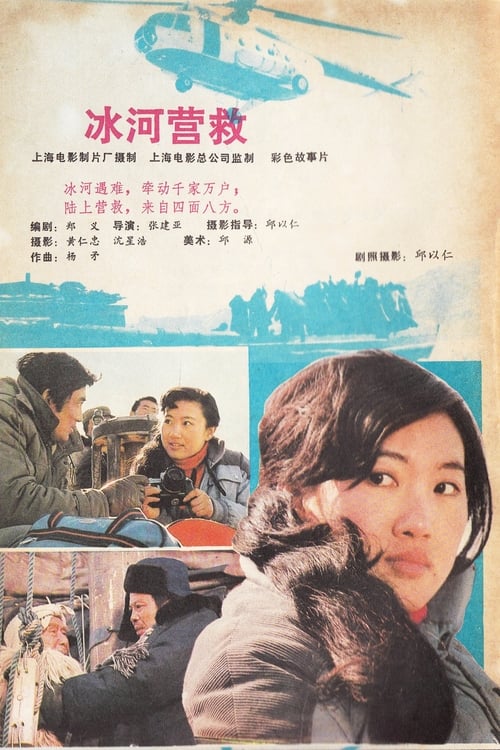 冰河营救
上海电影制片厂摄制 上海电影总公司监制 彩色故事片
冰河遇难，牵动千家万户；
陆上营救，来自四面八方。
编剧：郑 义 导演：张建亚 摄影指导：邱以仁
摄影：黄仁忠 沈星浩 美术：邱 源
作曲：杨 矛 剧照摄影：邱以仁